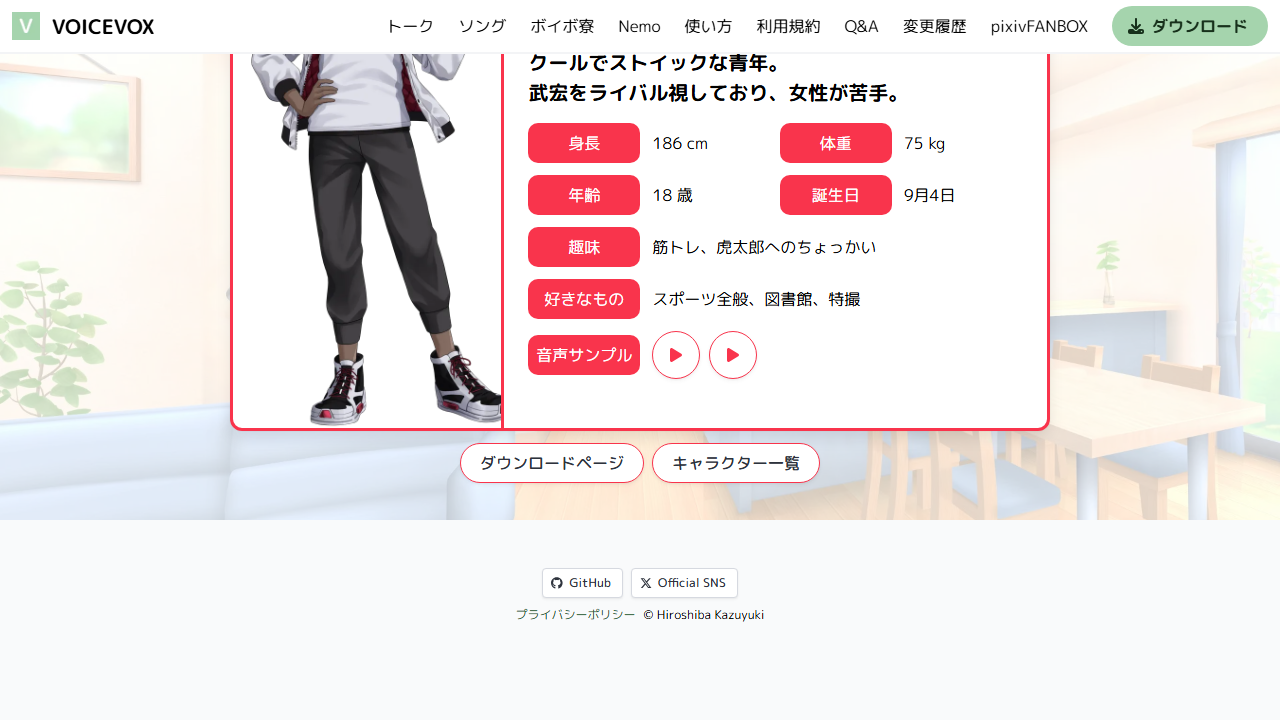 V VOICEVOX トーク ソング ボイボ寮 Nemo 使い方 利用規約 Q&A 変更履歴 pixivFANBOX ダウンロード
クールでストイックな青年。
武宏をライバル視しており、女性が苦手。
身長 186 cm 体重 75 kg
年齢 18 歳 誕生日 9月4日
趣味 筋トレ、虎太郎へのちょっかい
好きなもの スポーツ全般、図書館、特撮
音声サンプル
ダウンロードページ キャラクター一覧
GitHub Official SNS
プライバシーポリシー © Hiroshiba Kazuyuki